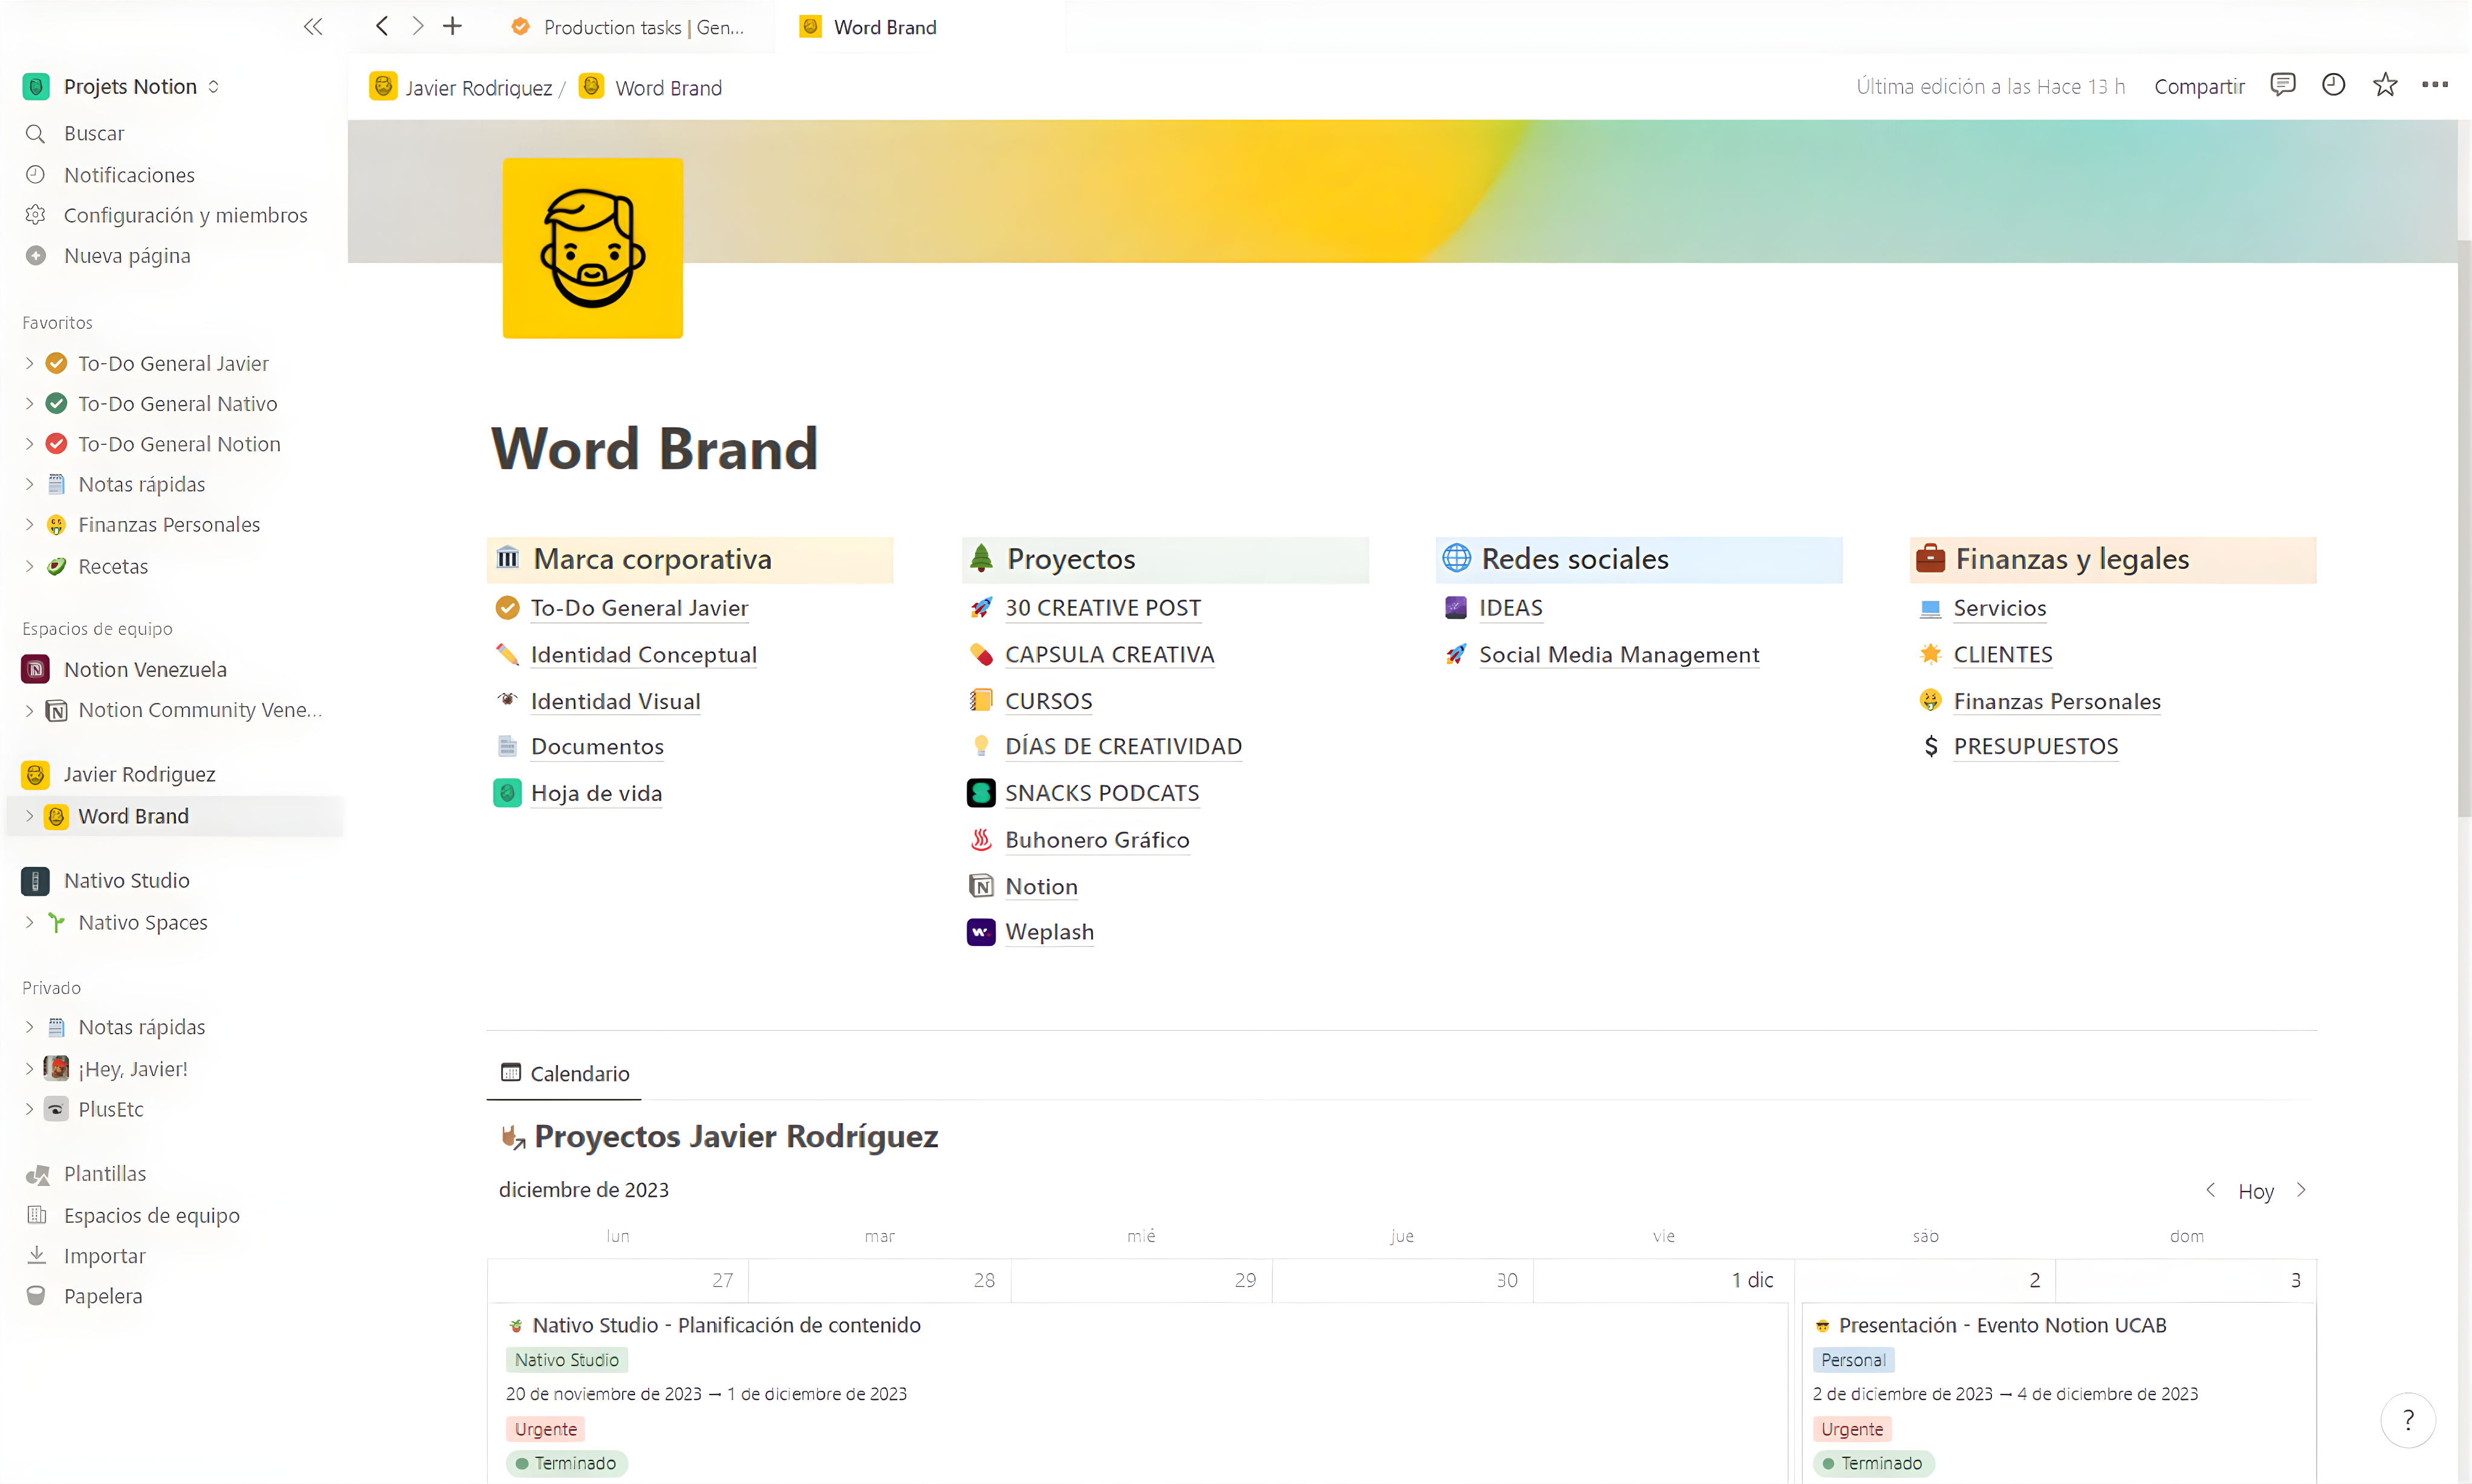 Production tasks | Gen...
Word Brand
Projets Notion
Javier Rodriguez / Word Brand
Última edición a las Hace 13 h
Compartir
Buscar
Notificaciones
Configuración y miembros
Nueva página
Favoritos
To-Do General Javier
To-Do General Nativo
To-Do General Notion
Notas rápidas
Finanzas Personales
Recetas
Espacios de equipo
Notion Venezuela
Notion Community Vene...
Javier Rodriguez
Word Brand
Nativo Studio
Nativo Spaces
Privado
Notas rápidas
¡Hey, Javier!
PlusEtc
Plantillas
Espacios de equipo
Importar
Papelera
Word Brand
Marca corporativa
To-Do General Javier
Identidad Conceptual
Identidad Visual
Documentos
Hoja de vida
Proyectos
30 CREATIVE POST
CAPSULA CREATIVA
CURSOS
DÍAS DE CREATIVIDAD
SNACKS PODCATS
Buhonero Gráfico
Notion
Weplash
Redes sociales
IDEAS
Social Media Management
Finanzas y legales
Servicios
CLIENTES
Finanzas Personales
PRESUPUESTOS
Calendario
Proyectos Javier Rodríguez
diciembre de 2023
Hoy
lun mar mié jue vie sáb dom
27 28 29 30 1 dic 2 3
Nativo Studio - Planificación de contenido
Nativo Studio
20 de noviembre de 2023 → 1 de diciembre de 2023
Urgente
Terminado
Presentación - Evento Notion UCAB
Personal
2 de diciembre de 2023 → 4 de diciembre de 2023
Urgente
Terminado
?